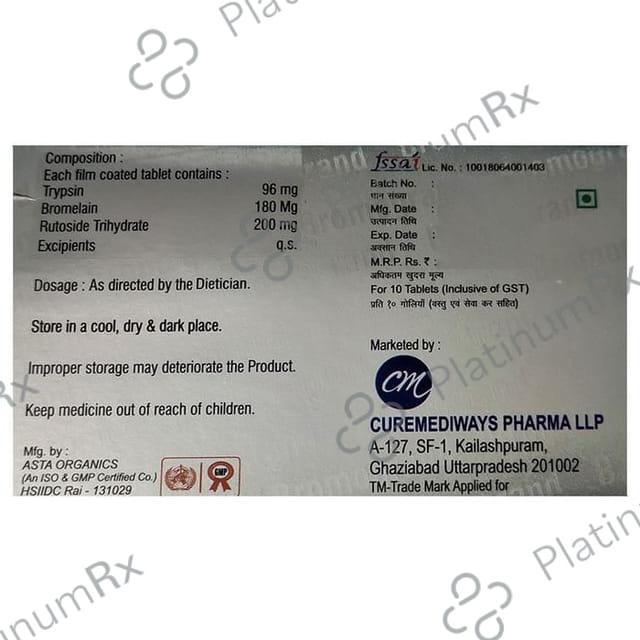 Composition :
Each film coated tablet contains :
Trypsin 96 mg
Bromelain 180 Mg
Rutoside Trihydrate 200 mg
Excipients q.s.
Dosage : As directed by the Dietician.
Store in a cool, dry & dark place.
Improper storage may deteriorate the Product.
Keep medicine out of reach of children.
Mfg. by :
ASTA ORGANICS
(An ISO & GMP Certified Co.)
HSIIDC Rai - 131029
GMP
fssai Lic. No. : 10018064001403
Batch No. :
घान संख्या
Mfg. Date :
उत्पादन तिथि
Exp. Date :
अवसान तिथि
M.R.P. Rs. ₹ :
अधिकतम खुदरा मूल्य
For 10 Tablets (Inclusive of GST)
प्रति १० गोलियाँ (वस्तु एवं सेवा कर सहित)
Marketed by :
CM
CUREMEDIWAYS PHARMA LLP
A-127, SF-1, Kailashpuram,
Ghaziabad Uttarpradesh 201002
TM-Trade Mark Applied for
PlatinumRx